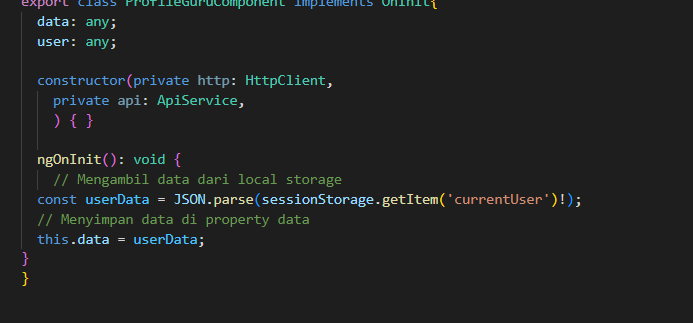 export class ProfileGuruComponent implements OnInit{
data: any;
user: any;
constructor(private http: HttpClient,
private api: ApiService,
) { }
ngOnInit(): void {
// Mengambil data dari local storage
const userData = JSON.parse(sessionStorage.getItem('currentUser')!);
// Menyimpan data di property data
this.data = userData;
}
}